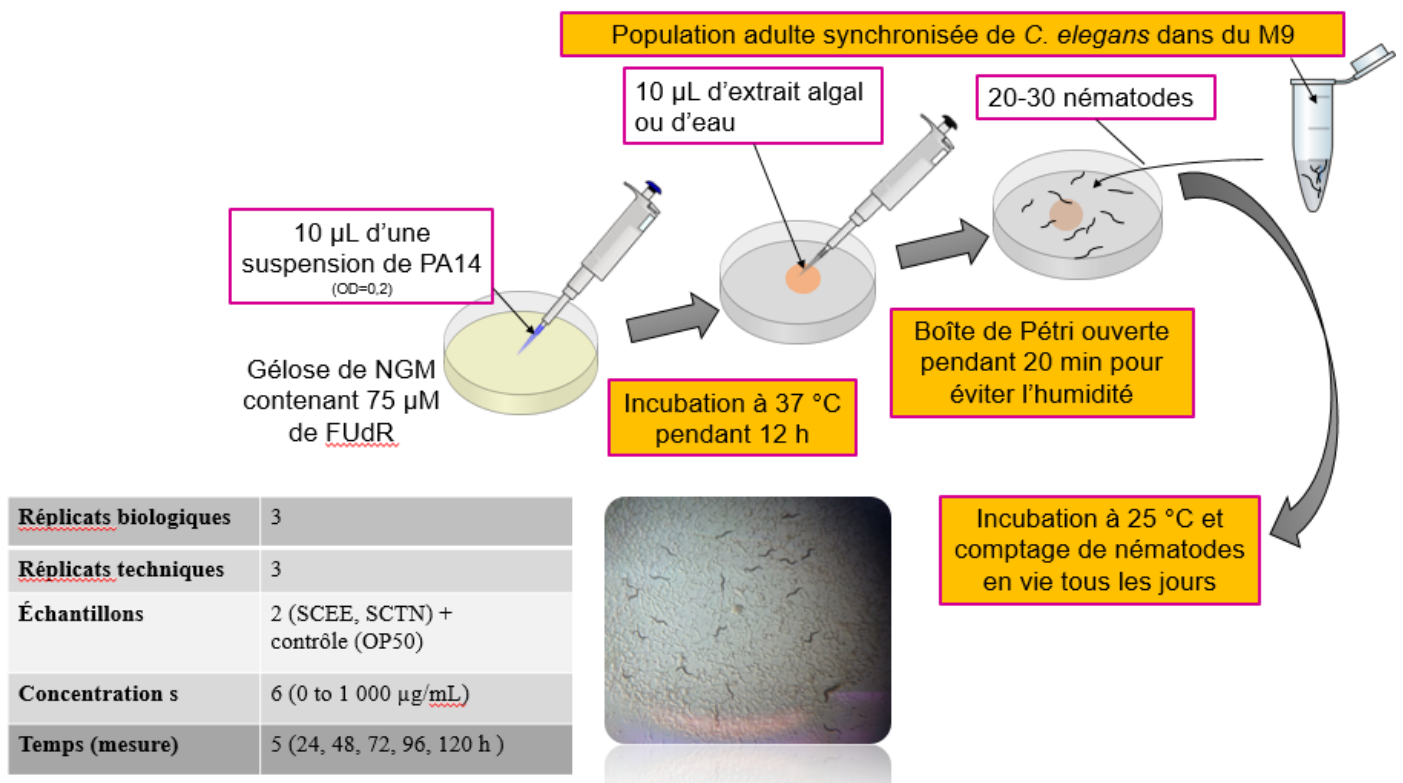 Population adulte synchronisée de C. elegans dans du M9
10 µL d'extrait algal
ou d'eau
20-30 nématodes
10 µL d'une
suspension de PA14
(OD=0,2)
Gélose de NGM
contenant 75 µM
de FUdR
Incubation à 37 °C
pendant 12 h
Boîte de Pétri ouverte
pendant 20 min pour
éviter l'humidité
Incubation à 25 °C et
comptage de nématodes
en vie tous les jours
Réplicats biologiques 3
Réplicats techniques 3
Échantillons 2 (SCEE, SCTN) +
contrôle (OP50)
Concentration s 6 (0 to 1 000 µg/mL)
Temps (mesure) 5 (24, 48, 72, 96, 120 h )